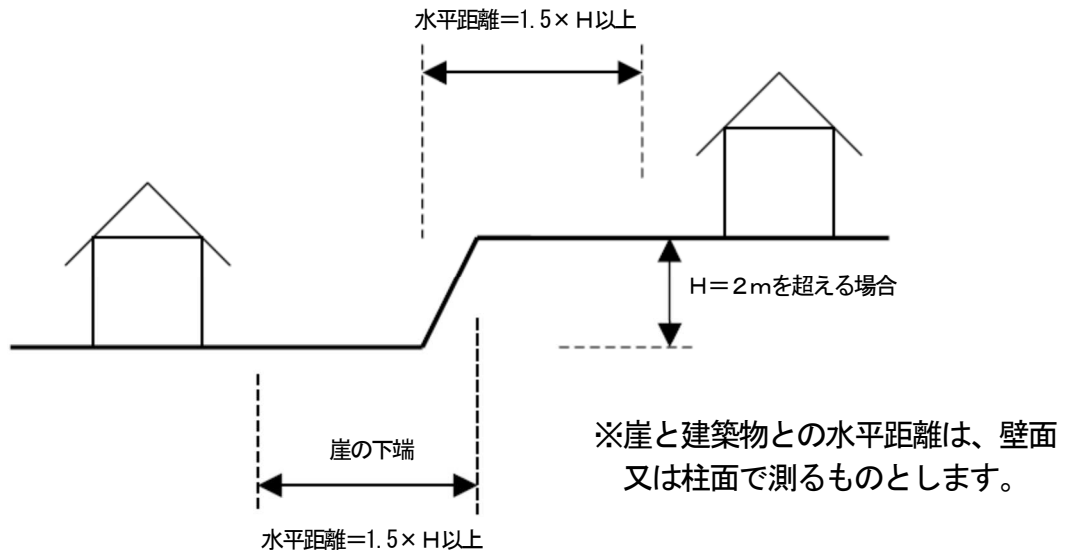 水平距離＝1.5×Ｈ以上
Ｈ＝２ｍを超える場合
崖の下端
水平距離＝1.5×Ｈ以上
※崖と建築物との水平距離は、壁面
又は柱面で測るものとします。